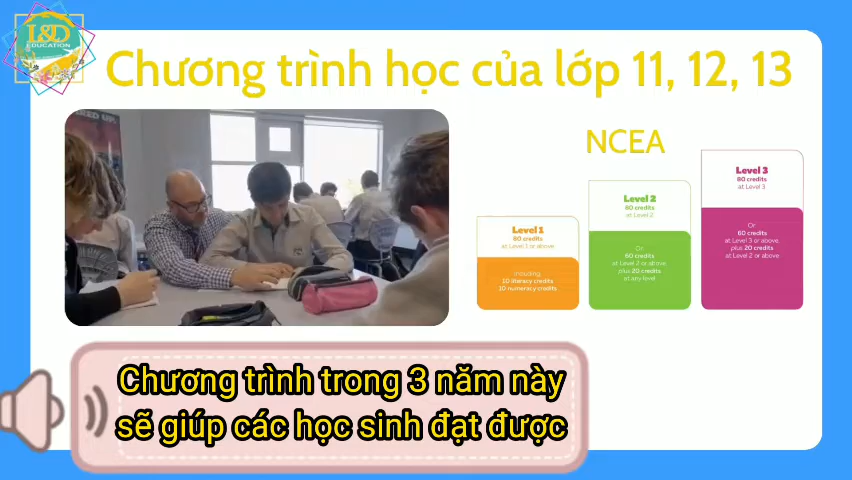 L&D
EDUCATION
Chương trình học của lớp 11, 12, 13
NCEA
Level 1
80 credits
at Level 1 or above
including
10 literacy credits
10 numeracy credits
Level 2
80 credits
at Level 2
Or:
60 credits
at Level 2 or above
plus 20 credits
at any level
Level 3
80 credits
at Level 3
Or:
60 credits
at Level 3 or above,
plus 20 credits
at Level 2 or above
Chương trình trong 3 năm này
sẽ giúp các học sinh đạt được